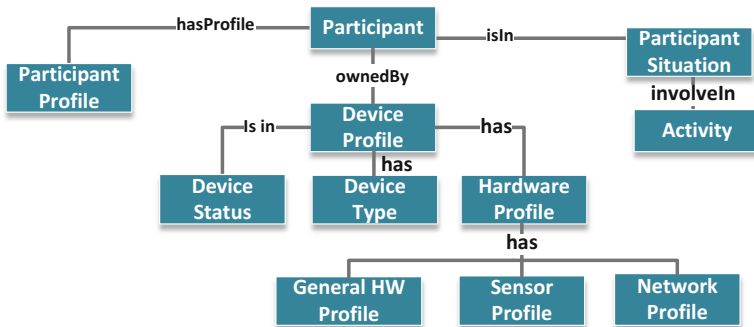 hasProfile
Participant
isIn
Participant
Situation
Participant
Profile
ownedBy
involveIn
Device
Profile
Activity
Is in
has
has
Device
Status
Device
Type
Hardware
Profile
has
General HW
Profile
Sensor
Profile
Network
Profile